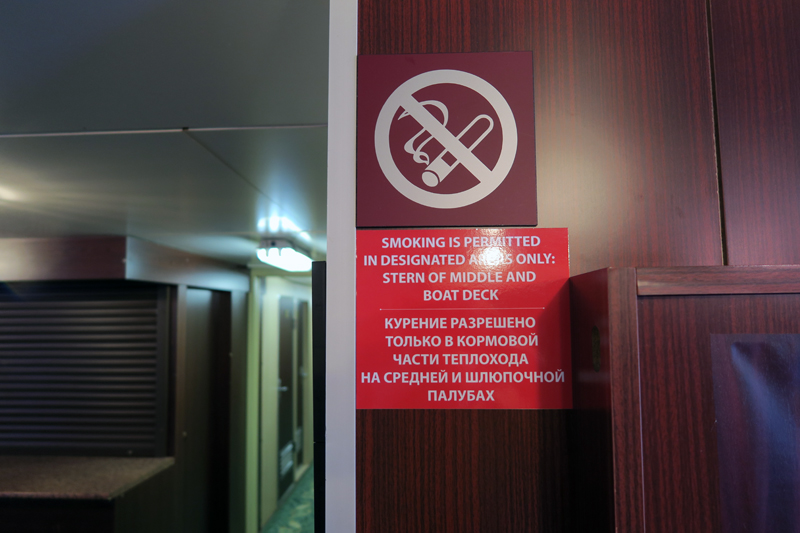 SMOKING IS PERMITTED
IN DESIGNATED AREAS ONLY:
STERN OF MIDDLE AND
BOAT DECK
КУРЕНИЕ РАЗРЕШЕНО
ТОЛЬКО В КОРМОВОЙ
ЧАСТИ ТЕПЛОХОДА
НА СРЕДНЕЙ И ШЛЮПОЧНОЙ
ПАЛУБАХ